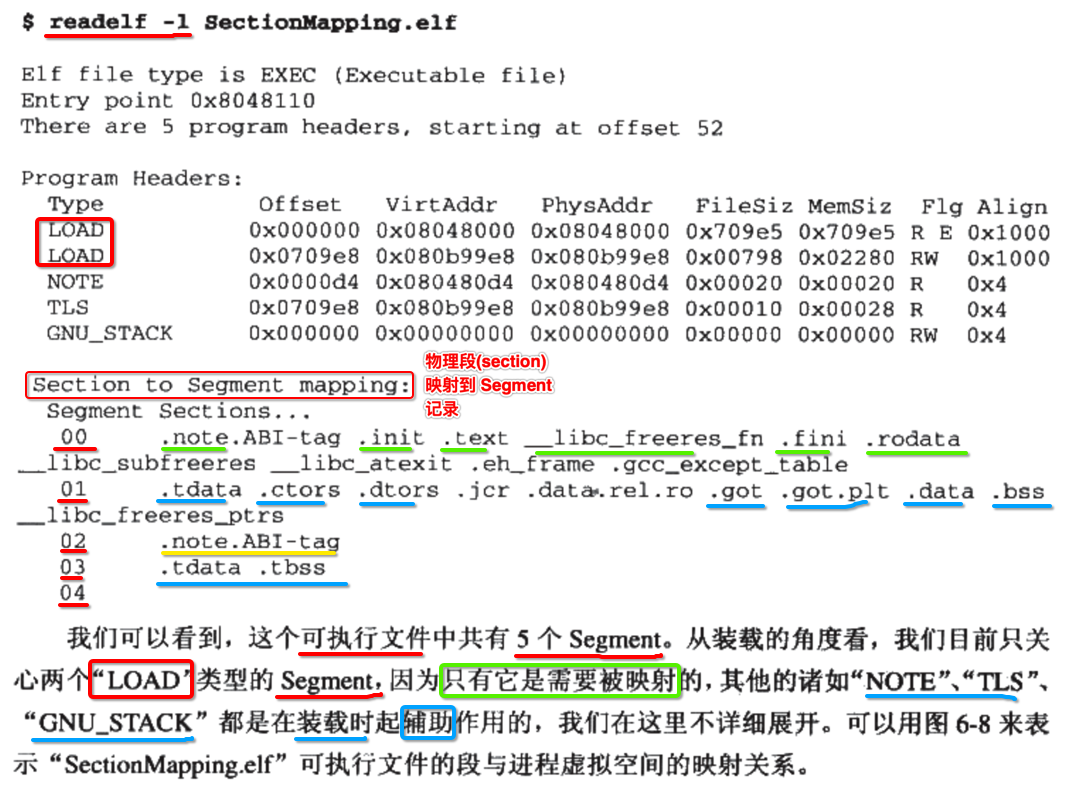 $ readelf -l SectionMapping.elf
Elf file type is EXEC (Executable file)
Entry point 0x8048110
There are 5 program headers, starting at offset 52
Program Headers:
Type Offset VirtAddr PhysAddr FileSiz MemSiz Flg Align
LOAD 0x000000 0x08048000 0x08048000 0x709e5 0x709e5 R E 0x1000
LOAD 0x0709e8 0x080b99e8 0x080b99e8 0x00798 0x02280 RW 0x1000
NOTE 0x0000d4 0x080480d4 0x080480d4 0x00020 0x00020 R 0x4
TLS 0x0709e8 0x080b99e8 0x080b99e8 0x00010 0x00028 R 0x4
GNU_STACK 0x000000 0x00000000 0x00000000 0x00000 0x00000 RW 0x4
物理段(section)
映射到 Segment
记录
Section to Segment mapping:
Segment Sections...
00 .note.ABI-tag .init .text __libc_freeres_fn .fini .rodata
__libc_subfreeres __libc_atexit .eh_frame .gcc_except_table
01 .tdata .ctors .dtors .jcr .data.rel.ro .got .got.plt .data .bss
__libc_freeres_ptrs
02 .note.ABI-tag
03 .tdata .tbss
04
我们可以看到，这个可执行文件中共有 5 个 Segment。从装载的角度看，我们目前只关
心两个“LOAD”类型的 Segment，因为只有它是需要被映射的，其他的诸如“NOTE”、“TLS”、
“GNU_STACK”都是在装载时起辅助作用的，我们在这里不详细展开。可以用图 6-8 来表
示“SectionMapping.elf”可执行文件的段与进程虚拟空间的映射关系。